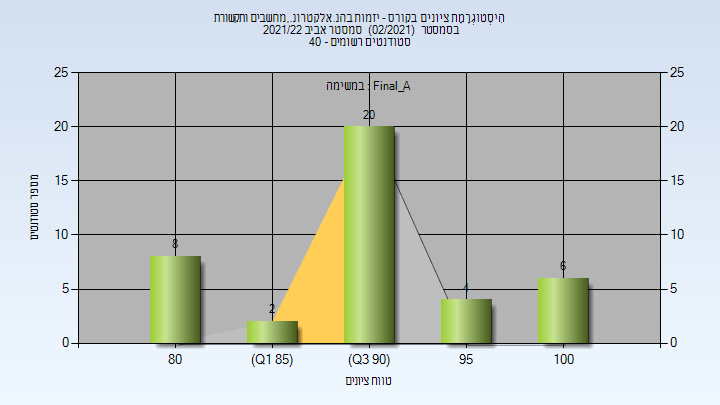 היסטוגרמת ציונים בקורס - יזמות בהנ.אלקטרונ.,מחשבים ותקשורת
בסמסטר (02/2021) סמסטר אביב 2021/22
סטודנטים רשומים - 40
במשימה : Final_A
25 25
20 20
15 15
10 10
5 5
0 0
8
2
20
4
6
מספר סטודנטים
80 (Q1 85) (Q3 90) 95 100
טווח ציונים